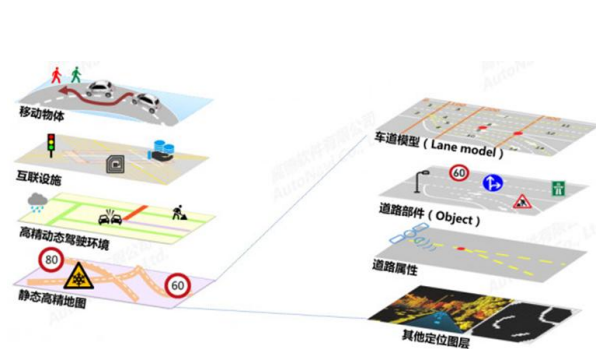 移动物体
互联设施
高精动态驾驶环境
80
60
静态高精地图
车道模型（Lane model）
60
道路部件（Object）
道路属性
其他定位图层